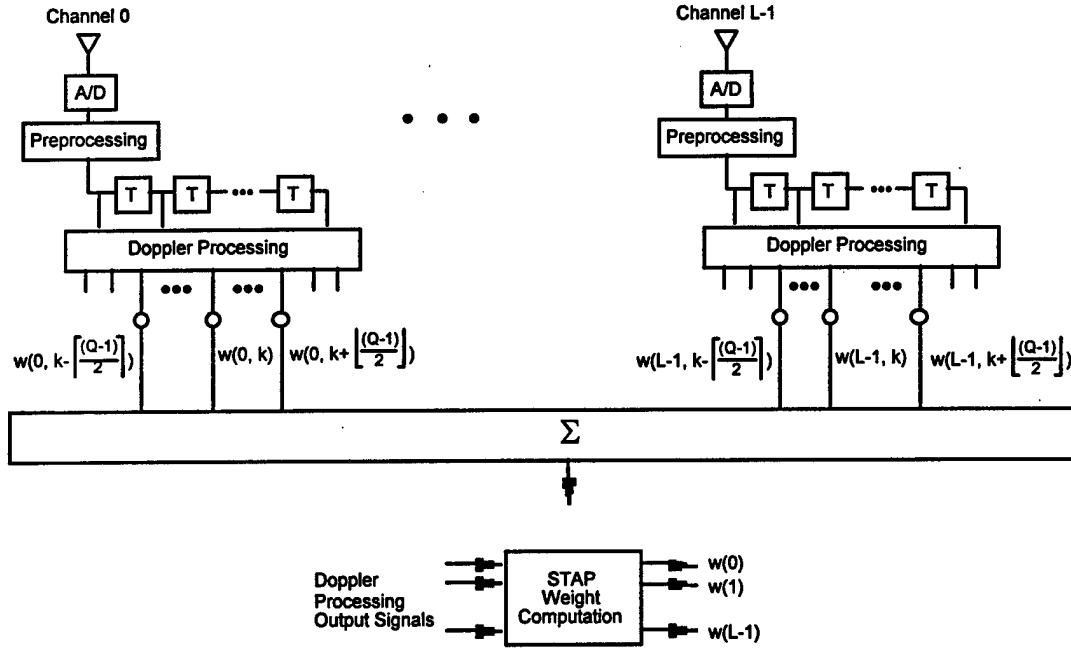 Channel 0
Channel L-1
A/D
A/D
Preprocessing
Preprocessing
T T ••• T
T T ••• T
Doppler Processing
Doppler Processing
w(0, k-⌈(Q-1)/2⌉) w(0, k) w(0, k+⌊(Q-1)/2⌋)
w(L-1, k-⌈(Q-1)/2⌉) w(L-1, k) w(L-1, k+⌊(Q-1)/2⌋)
Σ
Doppler
Processing
Output Signals
STAP
Weight
Computation
w(0)
w(1)
w(L-1)